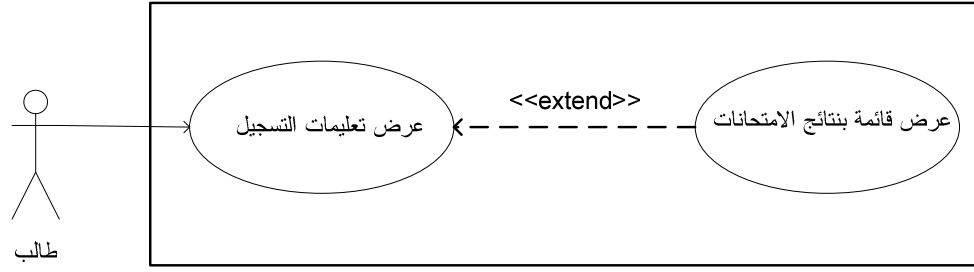 <<extend>>
عرض قائمة بنتائج الامتحانات
عرض تعليمات التسجيل
طالب